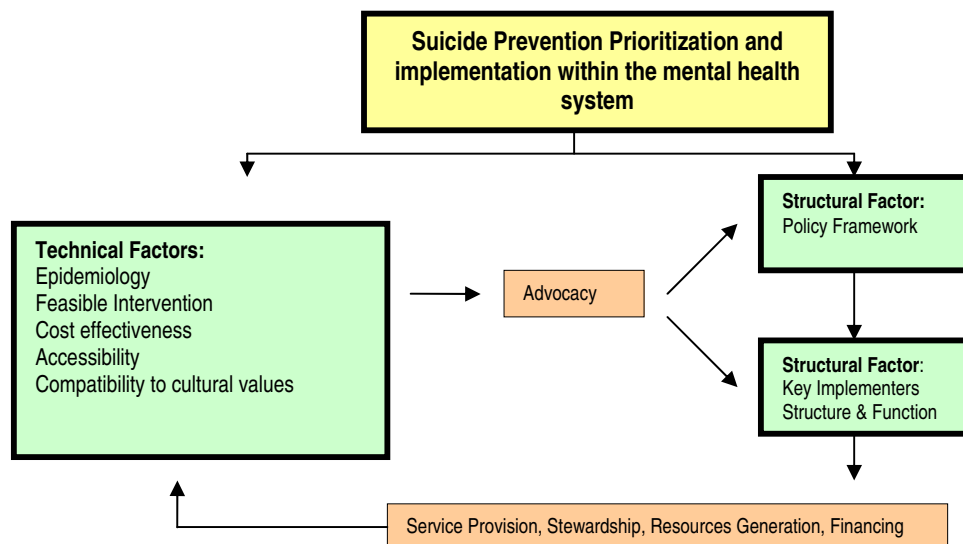 Suicide Prevention Prioritization and
implementation within the mental health
system
Structural Factor:
Policy Framework
Technical Factors:
Epidemiology
Feasible Intervention
Cost effectiveness
Accessibility
Compatibility to cultural values
Advocacy
Structural Factor:
Key Implementers
Structure & Function
Service Provision, Stewardship, Resources Generation, Financing